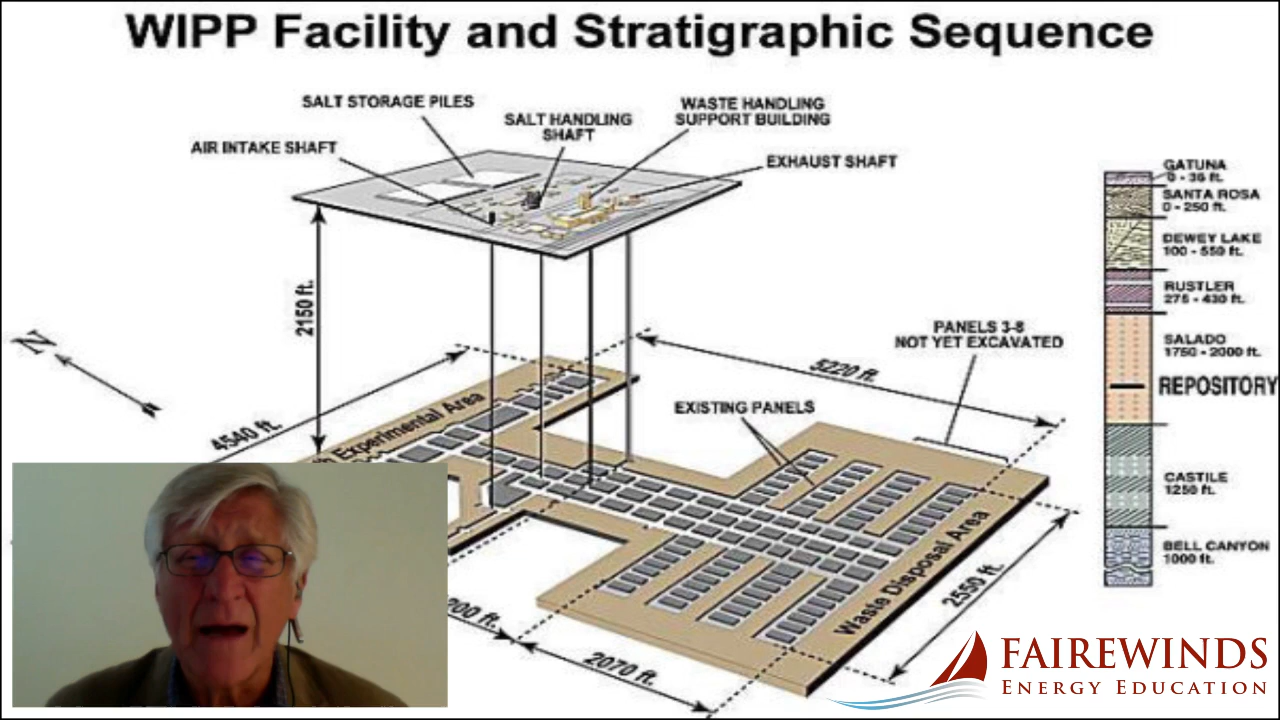 WIPP Facility and Stratigraphic Sequence
SALT STORAGE PILES
SALT HANDLING
SHAFT
WASTE HANDLING
SUPPORT BUILDING
AIR INTAKE SHAFT
EXHAUST SHAFT
2150 ft.
N
4540 ft.
5220 ft.
PANELS 3-8
NOT YET EXCAVATED
EXISTING PANELS
Experimental Area
Waste Disposal Area
2550 ft.
2070 ft.
GATUNA
0 - 36 ft.
SANTA ROSA
0 - 250 ft.
DEWEY LAKE
100 - 550 ft.
RUSTLER
275 - 430 ft.
SALADO
1750 - 2000 ft.
REPOSITORY
CASTILE
1250 ft.
BELL CANYON
1000 ft.
FAIREWINDS
ENERGY EDUCATION